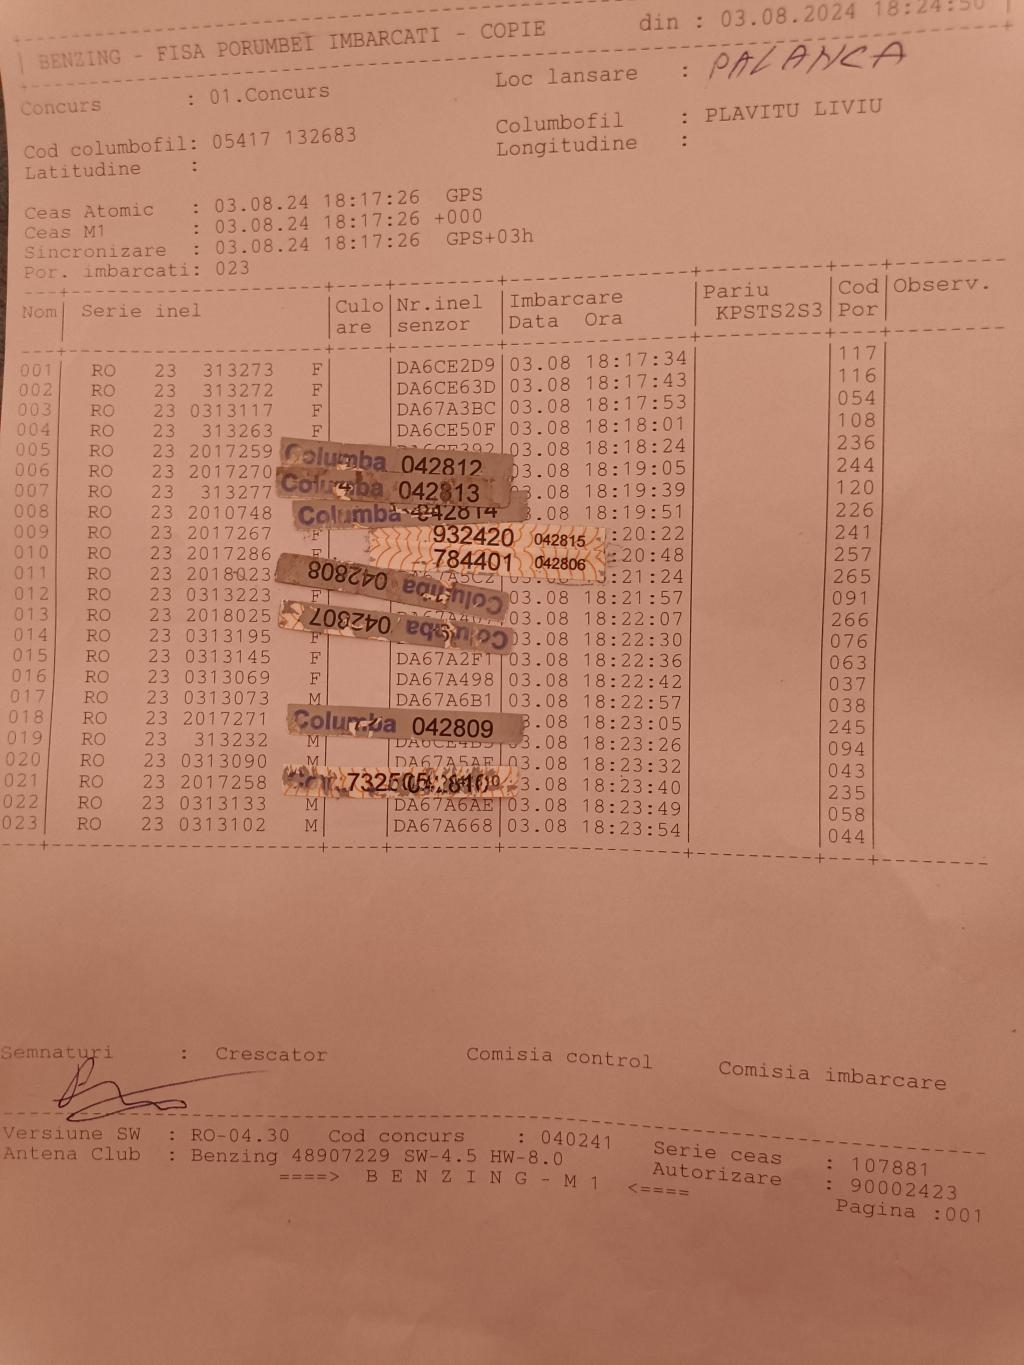 BENZING - FISA PORUMBEI IMBARCATI - COPIE din : 03.08.2024 18:24:50
Concurs : 01.Concurs Loc lansare : PALANCA
Cod columbofil: 05417 132683 Columbofil : PLAVITU LIVIU
Latitudine : Longitudine :
Ceas Atomic : 03.08.24 18:17:26 GPS
Ceas M1 : 03.08.24 18:17:26 +000
Sincronizare : 03.08.24 18:17:26 GPS+03h
Por. imbarcati: 023
Nom Serie inel Culo Nr.inel Imbarcare Pariu Cod Observ.
are senzor Data Ora KPSTS2S3 Por
001 RO 23 313273 F DA6CE2D9 03.08 18:17:34 117
002 RO 23 313272 F DA6CE63D 03.08 18:17:43 116
003 RO 23 0313117 F DA67A3BC 03.08 18:17:53 054
004 RO 23 313263 F DA6CE50F 03.08 18:18:01 108
005 RO 23 2017259 Columba 042812 03.08 18:18:24 236
006 RO 23 2017270 03.08 18:19:05 244
007 RO 23 313277 Columba 042813 03.08 18:19:39 120
008 RO 23 2010748 Columba 042814 3.08 18:19:51 226
009 RO 23 2017267 F 932420 042815 :20:22 241
010 RO 23 2017286 F 784401 042806 :20:48 257
011 RO 23 2018023 Columba 042808 :21:24 265
012 RO 23 0313223 F 03.08 18:21:57 091
013 RO 23 2018025 Columba 042807 03.08 18:22:07 266
014 RO 23 0313195 F 03.08 18:22:30 076
015 RO 23 0313145 F DA67A2F1 03.08 18:22:36 063
016 RO 23 0313069 F DA67A498 03.08 18:22:42 037
017 RO 23 0313073 M DA67A6B1 03.08 18:22:57 038
018 RO 23 2017271 Columba 042809 3.08 18:23:05 245
019 RO 23 313232 M 03.08 18:23:26 094
020 RO 23 0313090 M DA67A5AE 03.08 18:23:32 043
021 RO 23 2017258 3.08 18:23:40 235
022 RO 23 0313133 M DA67A6AE 03.08 18:23:49 058
023 RO 23 0313102 M DA67A668 03.08 18:23:54 044
Semnaturi : Crescator Comisia control Comisia imbarcare
Versiune SW : RO-04.30 Cod concurs : 040241 Serie ceas : 107881
Antena Club : Benzing 48907229 SW-4.5 HW-8.0 Autorizare : 90002423
====> B E N Z I N G - M 1 <==== Pagina :001